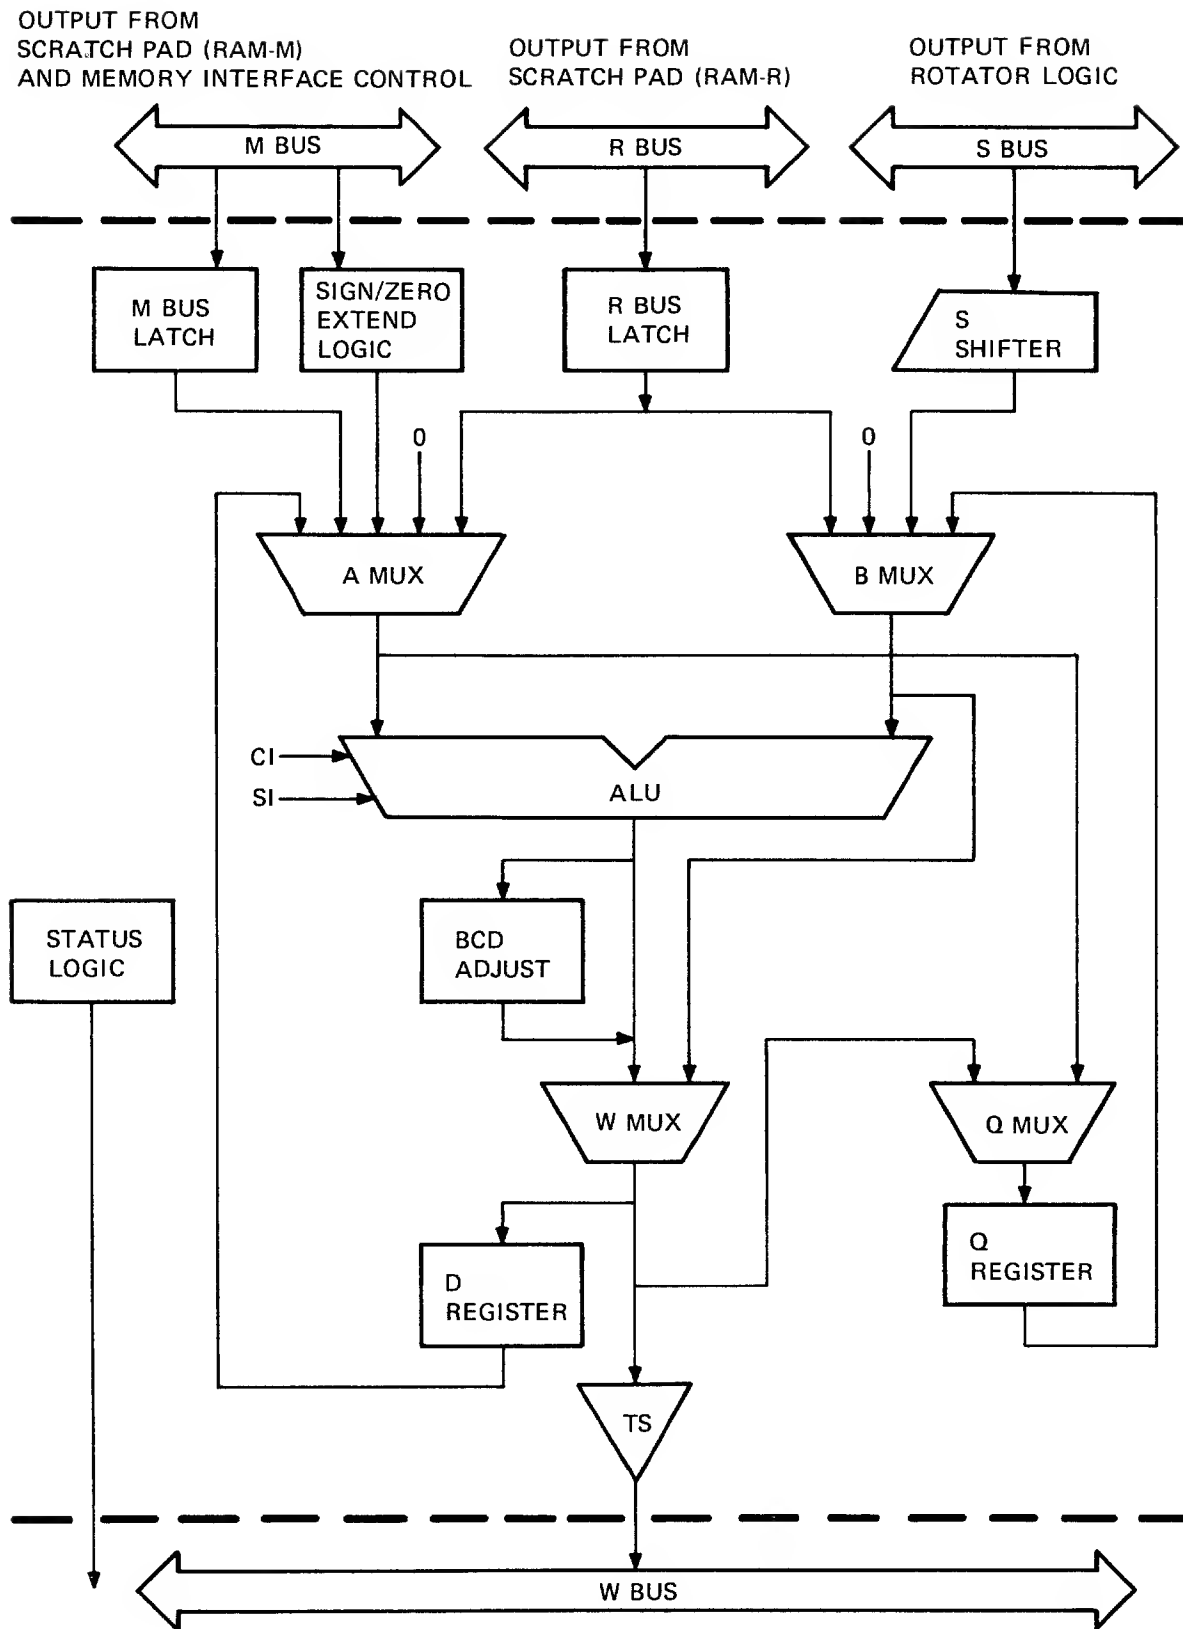 OUTPUT FROM
SCRATCH PAD (RAM-M)
AND MEMORY INTERFACE CONTROL
OUTPUT FROM
SCRATCH PAD (RAM-R)
OUTPUT FROM
ROTATOR LOGIC
M BUS
R BUS
S BUS
M BUS
LATCH
SIGN/ZERO
EXTEND
LOGIC
R BUS
LATCH
S
SHIFTER
0
0
A MUX
B MUX
CI
SI
ALU
STATUS
LOGIC
BCD
ADJUST
W MUX
Q MUX
D
REGISTER
Q
REGISTER
TS
W BUS